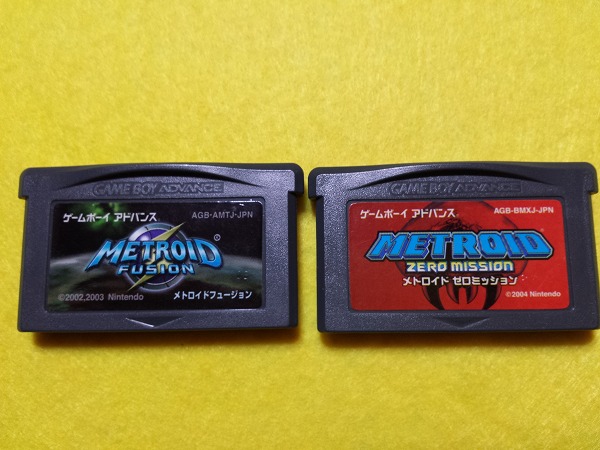 GAME BOY ADVANCE
ゲームボーイ アドバンス
AGB-AMTJ-JPN
METROID
®
FUSION
©2002,2003 Nintendo
メトロイドフュージョン
GAME BOY ADVANCE
ゲームボーイ アドバンス
AGB-BMXJ-JPN
METROID
ZERO MISSION
メトロイド ゼロミッション
©2004 Nintendo